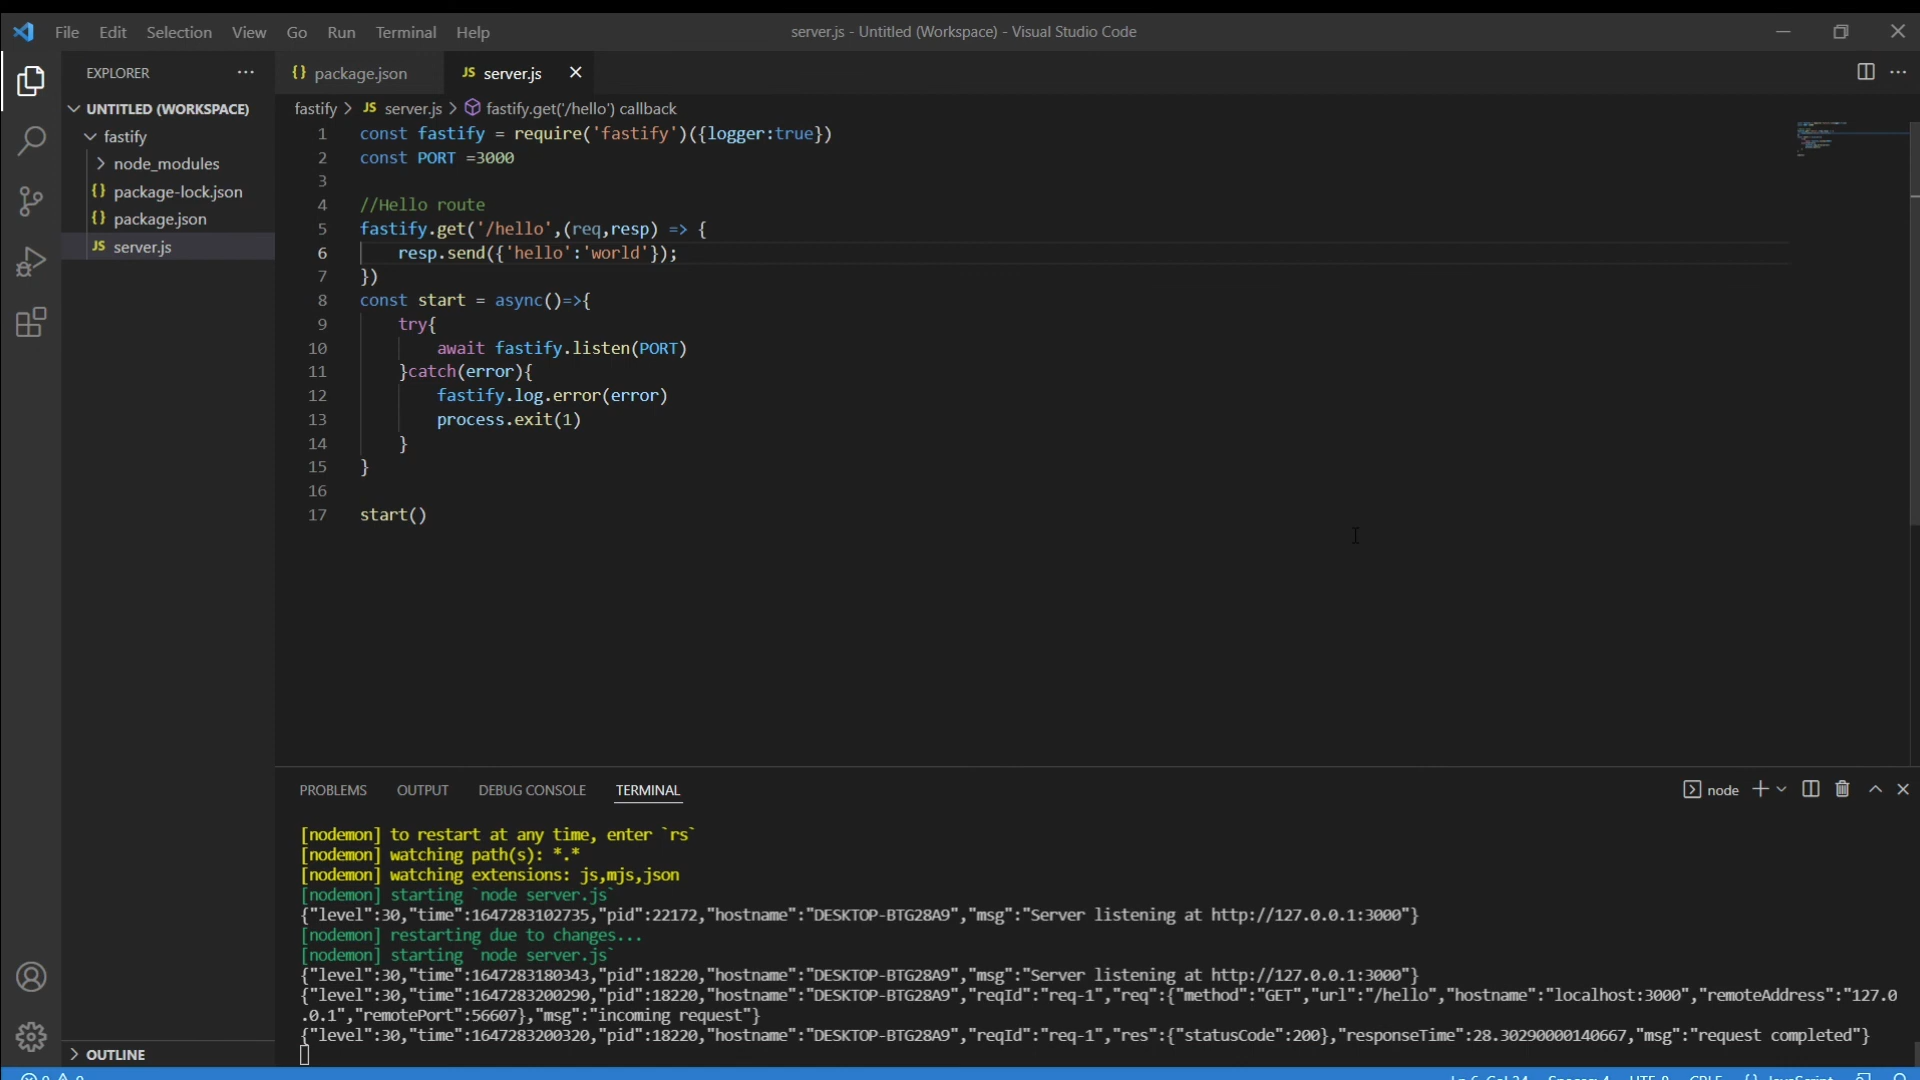 File Edit Selection View Go Run Terminal Help
server.js - Untitled (Workspace) - Visual Studio Code
EXPLORER
UNTITLED (WORKSPACE)
fastify
node_modules
package-lock.json
package.json
JS server.js
{} package.json
JS server.js
fastify > JS server.js > fastify.get('/hello') callback
1 const fastify = require('fastify')({logger:true})
2 const PORT =3000
3
4 //Hello route
5 fastify.get('/hello',(req,resp) => {
6 resp.send({'hello':'world'});
7 })
8 const start = async()=>{
9 try{
10 await fastify.listen(PORT)
11 }catch(error){
12 fastify.log.error(error)
13 process.exit(1)
14 }
15 }
16
17 start()
PROBLEMS OUTPUT DEBUG CONSOLE TERMINAL
node
[nodemon] to restart at any time, enter `rs`
[nodemon] watching path(s): *.*
[nodemon] watching extensions: js,mjs,json
[nodemon] starting `node server.js`
{"level":30,"time":1647283102735,"pid":22172,"hostname":"DESKTOP-BTG28A9","msg":"Server listening at http://127.0.0.1:3000"}
[nodemon] restarting due to changes...
[nodemon] starting `node server.js`
{"level":30,"time":1647283180343,"pid":18220,"hostname":"DESKTOP-BTG28A9","msg":"Server listening at http://127.0.0.1:3000"}
{"level":30,"time":1647283200290,"pid":18220,"hostname":"DESKTOP-BTG28A9","reqId":"req-1","req":{"method":"GET","url":"/hello","hostname":"localhost:3000","remoteAddress":"127.0
.0.1","remotePort":56607},"msg":"incoming request"}
{"level":30,"time":1647283200320,"pid":18220,"hostname":"DESKTOP-BTG28A9","reqId":"req-1","res":{"statusCode":200},"responseTime":28.30290000140667,"msg":"request completed"}
OUTLINE